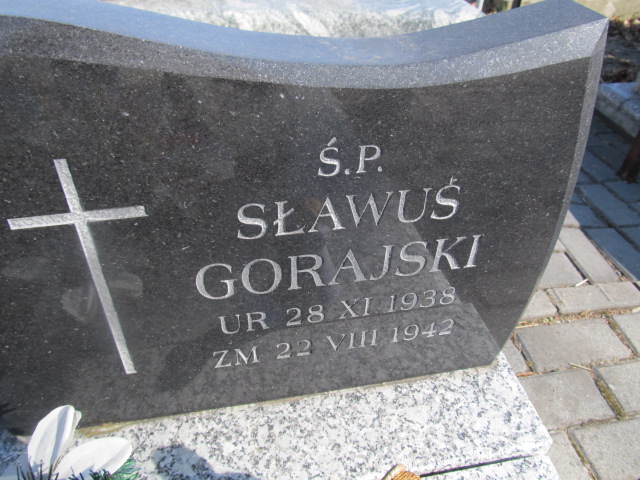 Ś.P.
SŁAWUŚ
GORAJSKI
UR 28 XI 1938
ZM 22 VIII 1942